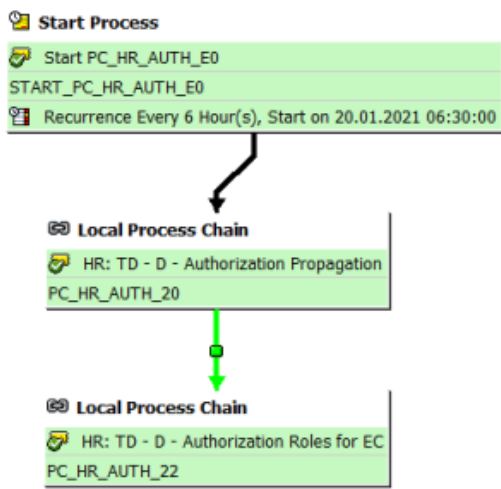 Start Process
Start PC_HR_AUTH_E0
START_PC_HR_AUTH_E0
Recurrence Every 6 Hour(s), Start on 20.01.2021 06:30:00
Local Process Chain
HR: TD - D - Authorization Propagation
PC_HR_AUTH_20
Local Process Chain
HR: TD - D - Authorization Roles for EC
PC_HR_AUTH_22